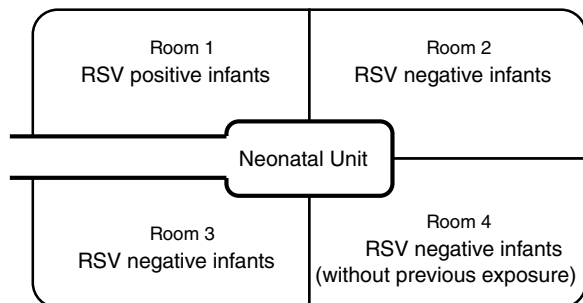 Room 1
RSV positive infants
Room 2
RSV negative infants
Neonatal Unit
Room 3
RSV negative infants
Room 4
RSV negative infants
(without previous exposure)